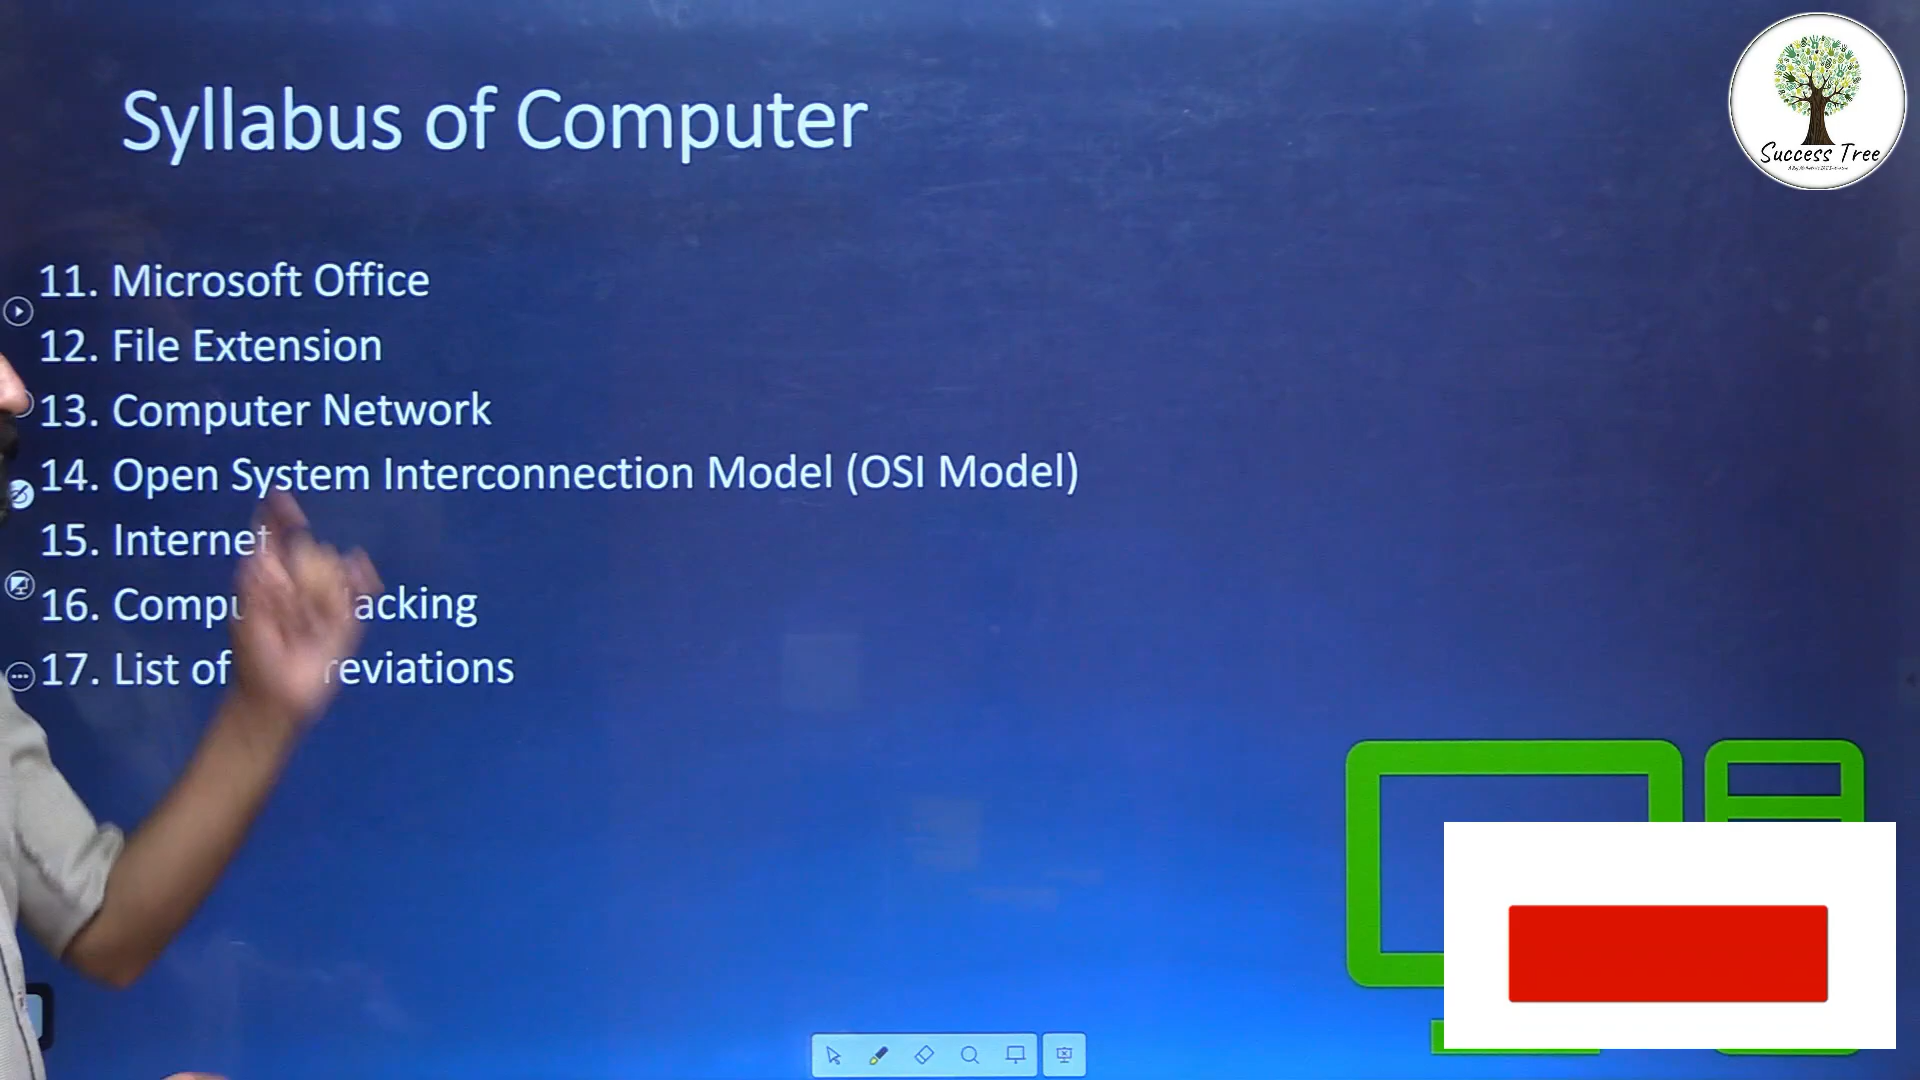 Syllabus of Computer
Success Tree
11. Microsoft Office
12. File Extension
13. Computer Network
14. Open System Interconnection Model (OSI Model)
15. Internet
16. acking
17. List of reviations